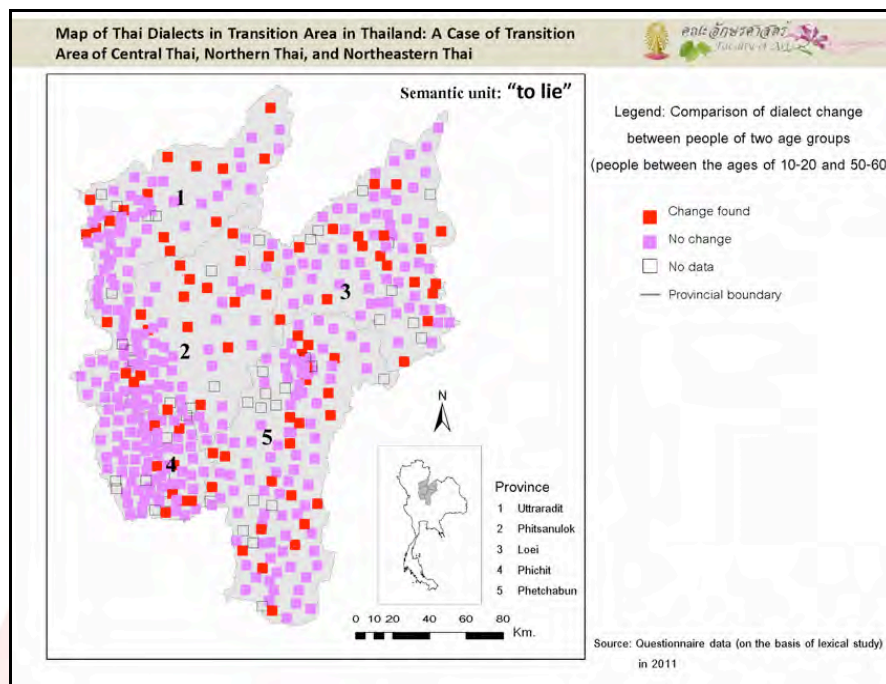 Map of Thai Dialects in Transition Area in Thailand: A Case of Transition
Area of Central Thai, Northern Thai, and Northeastern Thai
คณะอักษรศาสตร์
Faculty of Arts
Semantic unit: "to lie"
Legend: Comparison of dialect change
between people of two age groups
(people between the ages of 10-20 and 50-60
Change found
No change
No data
Provincial boundary
1
2
3
4
5
N
Province
1 Uttraradit
2 Phitsanulok
3 Loei
4 Phichit
5 Phetchabun
0 10 20 40 60 80
Km.
Source: Questionnaire data (on the basis of lexical study)
in 2011